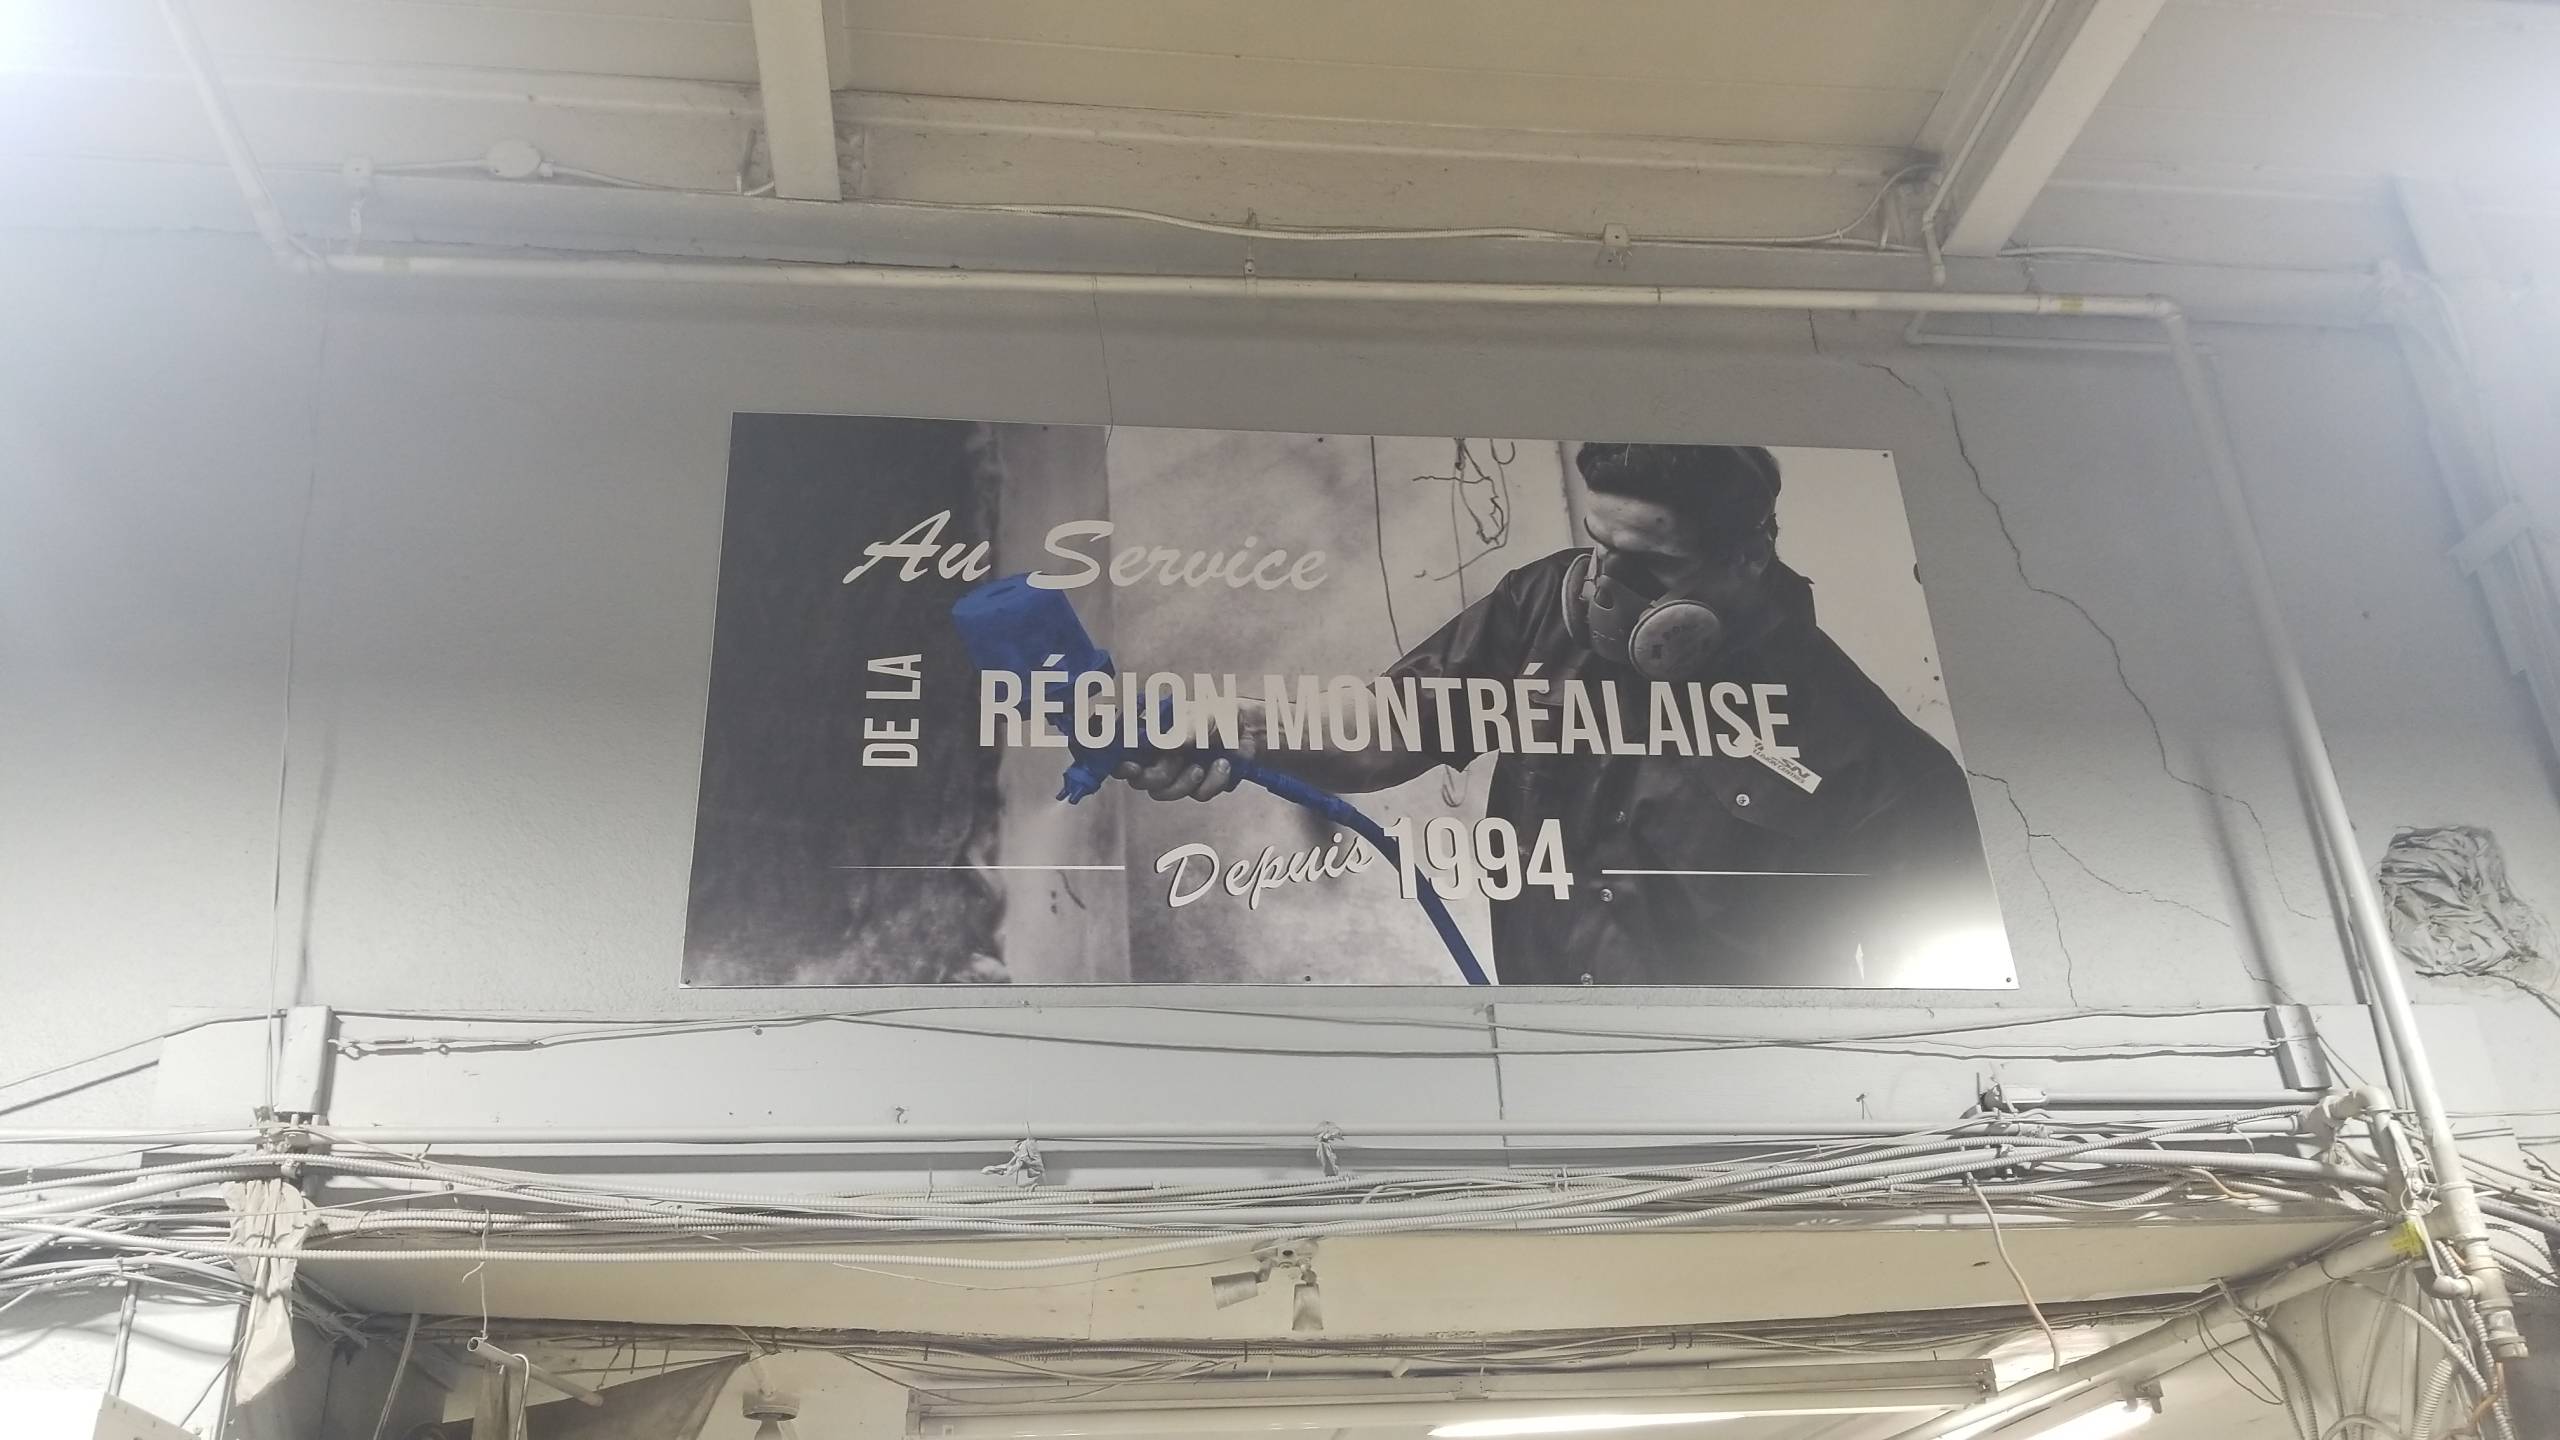 Au Service
DE LA
RÉGION MONTRÉALAISE
Depuis 1994